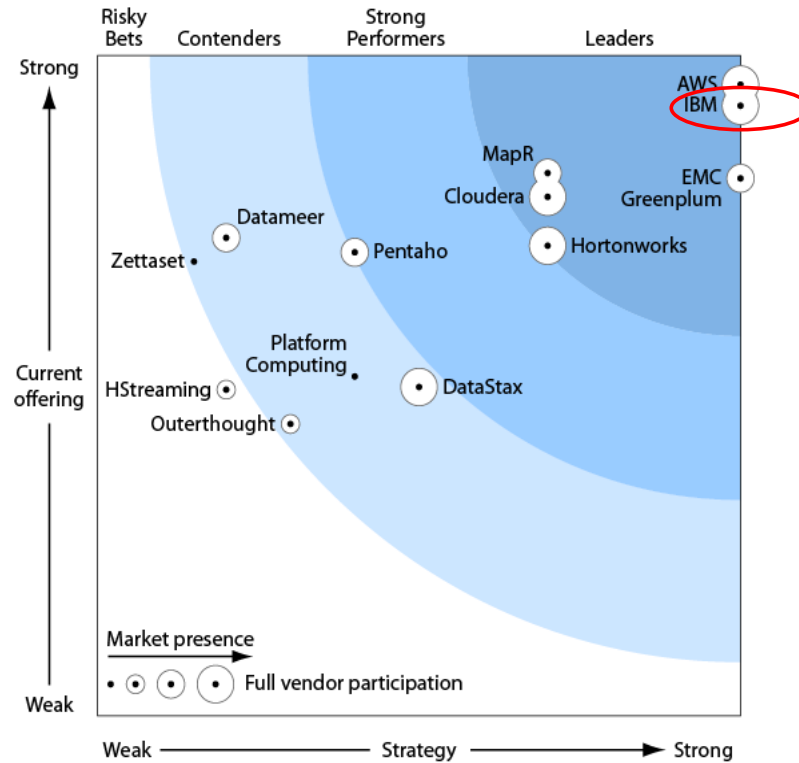 Risky
Bets
Contenders
Strong
Performers
Leaders
Strong
AWS
IBM
MapR
Cloudera
EMC
Greenplum
Datameer
Zettaset
Pentaho
Hortonworks
Platform
Computing
Current
offering
HStreaming
DataStax
Outerthought
Market presence
Full vendor participation
Weak
Weak
Strategy
Strong